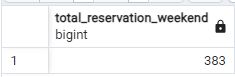 total_reservation_weekend
bigint
1 383